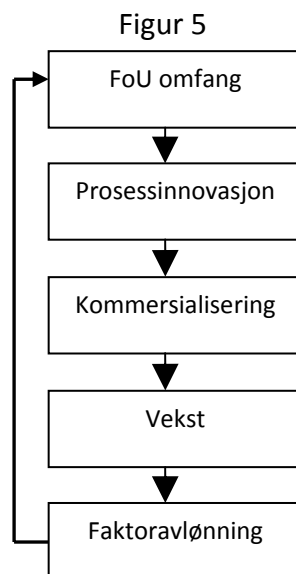 Figur 5
FoU omfang
Prosessinnovasjon
Kommersialisering
Vekst
Faktoravlønning